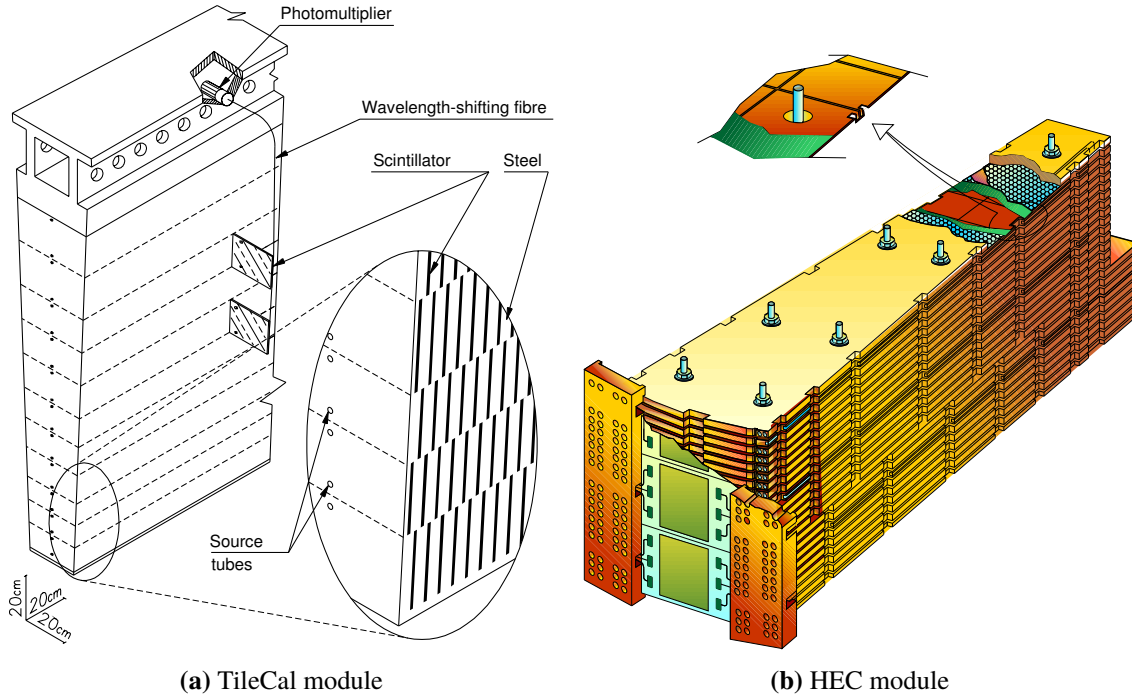 Photomultiplier
Wavelength-shifting fibre
Scintillator
Steel
Source
tubes
20cm
20cm
20cm
(a) TileCal module
(b) HEC module